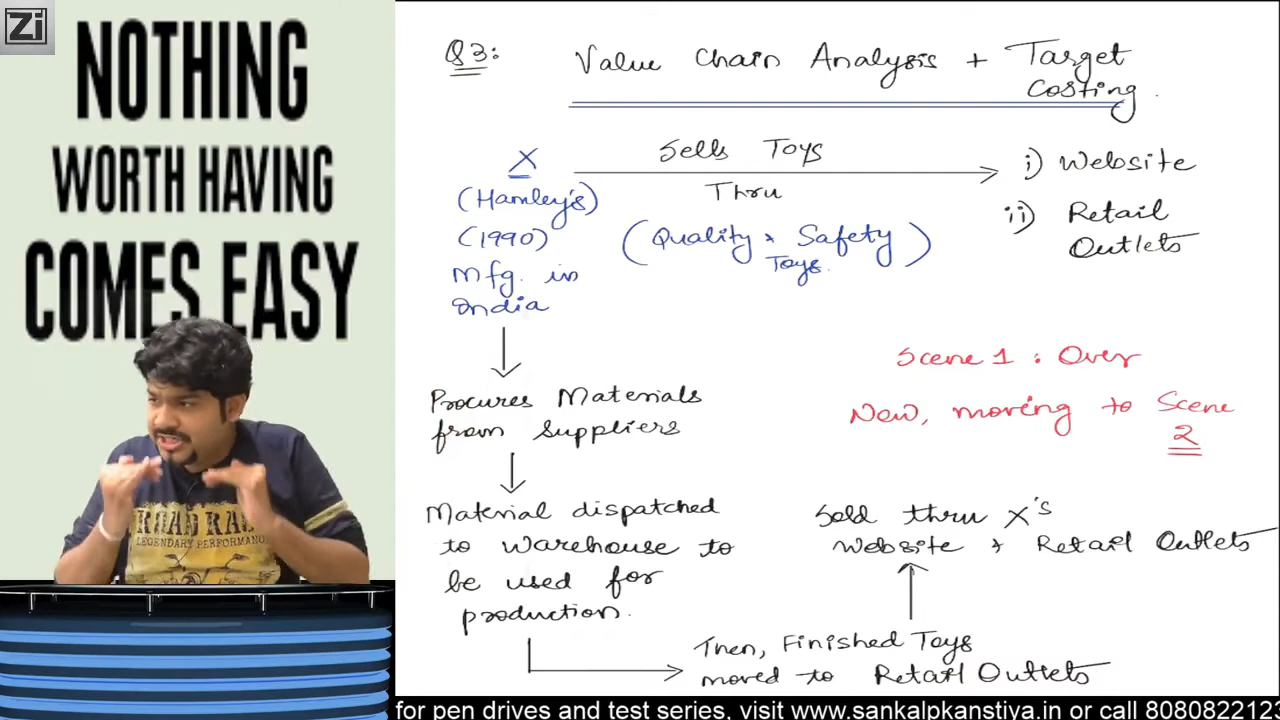 Zi
NOTHING
WORTH HAVING
COMES EASY
ROAD RA
LEGENDARY PERFORMANC
Q3:
Value Chain Analysis + Target
Costing
X
Sells Toys
Thru
i) Website
(Hamley's)
(1990)
Mfg. in
India
(Quality & Safety
Toys.)
ii) Retail
Outlets
Scene 1 : Over
Now, moving to Scene
2
Procures Materials
from Suppliers
Material dispatched
to warehouse to
be used for
production.
Sold thru X's
Website + Retail Outlets
Then, Finished Toys
moved to Retail Outlets
for pen drives and test series, visit www.sankalpkanstiya.in or call 8080822123